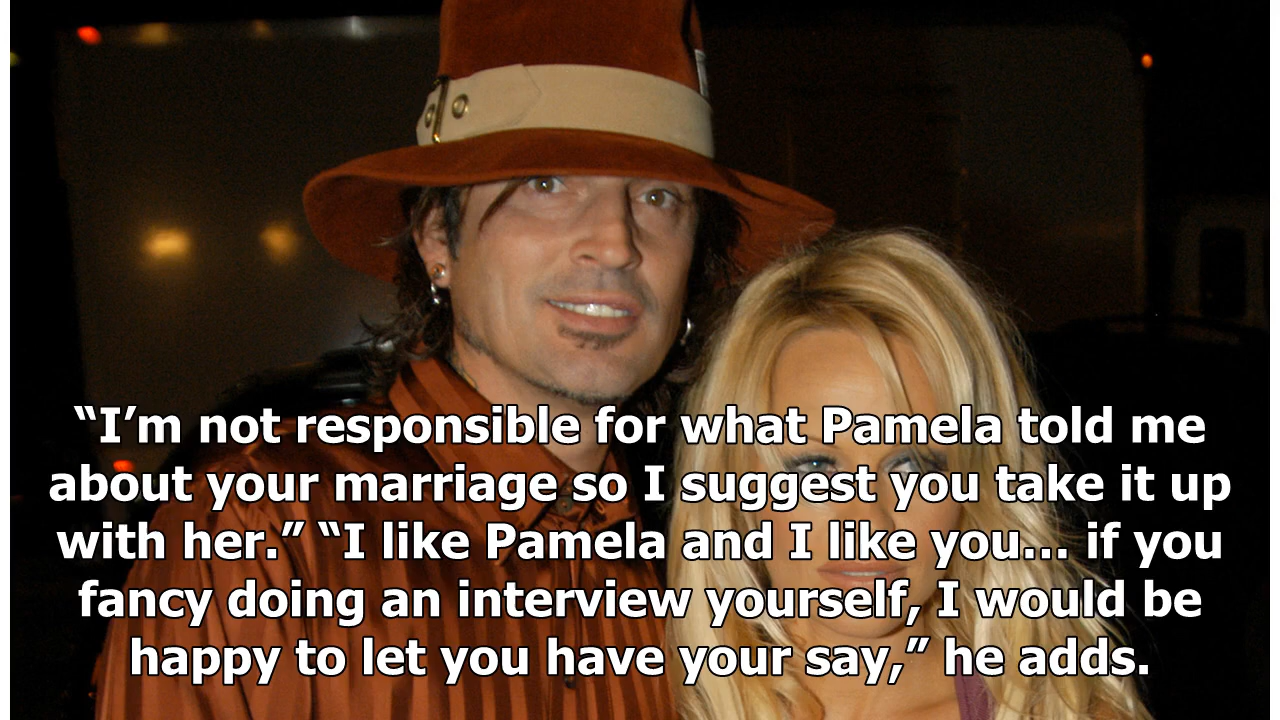 “I’m not responsible for what Pamela told me
about your marriage so I suggest you take it up
with her.” “I like Pamela and I like you... if you
fancy doing an interview yourself, I would be
happy to let you have your say,” he adds.